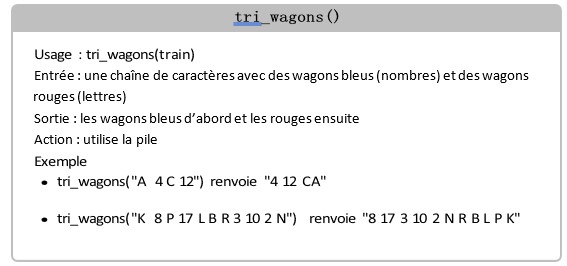 tri_wagons()
Usage : tri_wagons(train)
Entrée : une chaîne de caractères avec des wagons bleus (nombres) et des wagons
rouges (lettres)
Sortie : les wagons bleus d'abord et les rouges ensuite
Action : utilise la pile
Exemple
• tri_wagons("A 4 C 12") renvoie "4 12 CA"
• tri_wagons("K 8 P 17 L B R 3 10 2 N") renvoie "8 17 3 10 2 N R B L P K"